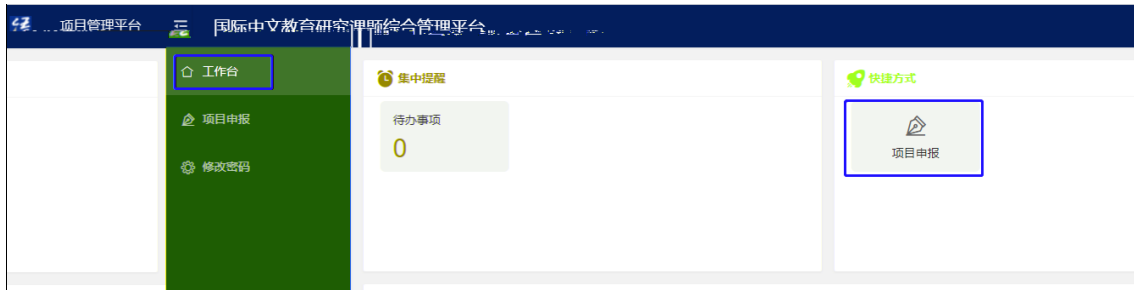 项目管理平台
国际中文教育研究课题综合管理平台
工作台
项目申报
修改密码
集中提醒
待办事项
0
快捷方式
项目申报